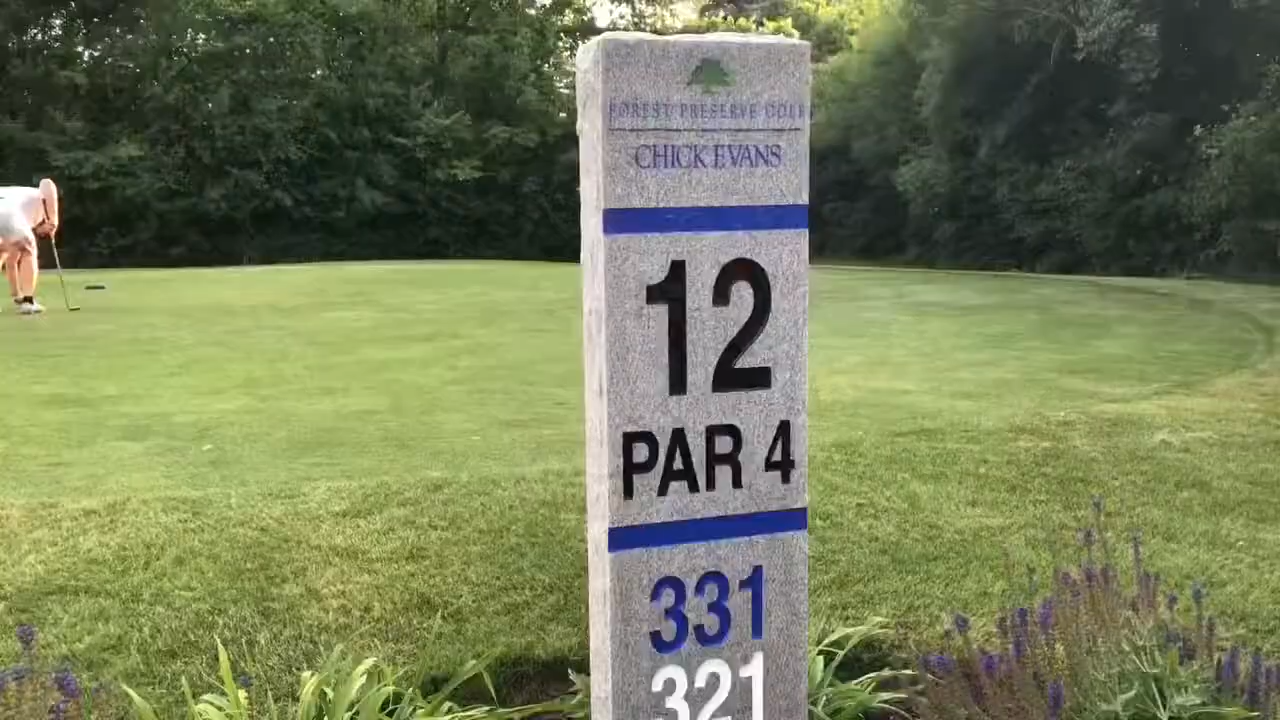 FOREST PRESERVE GOLF
CHICK EVANS
12
PAR 4
331
321